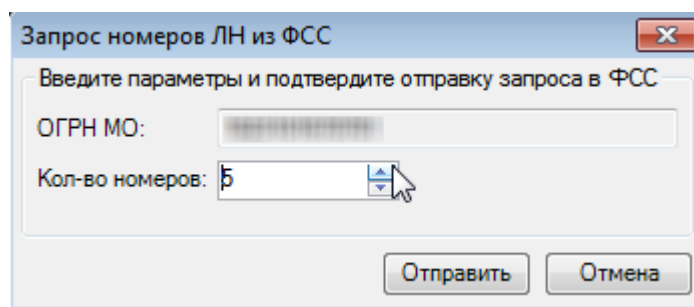 Запрос номеров ЛН из ФСС
Введите параметры и подтвердите отправку запроса в ФСС
ОГРН МО:
Кол-во номеров: 5
Отправить Отмена